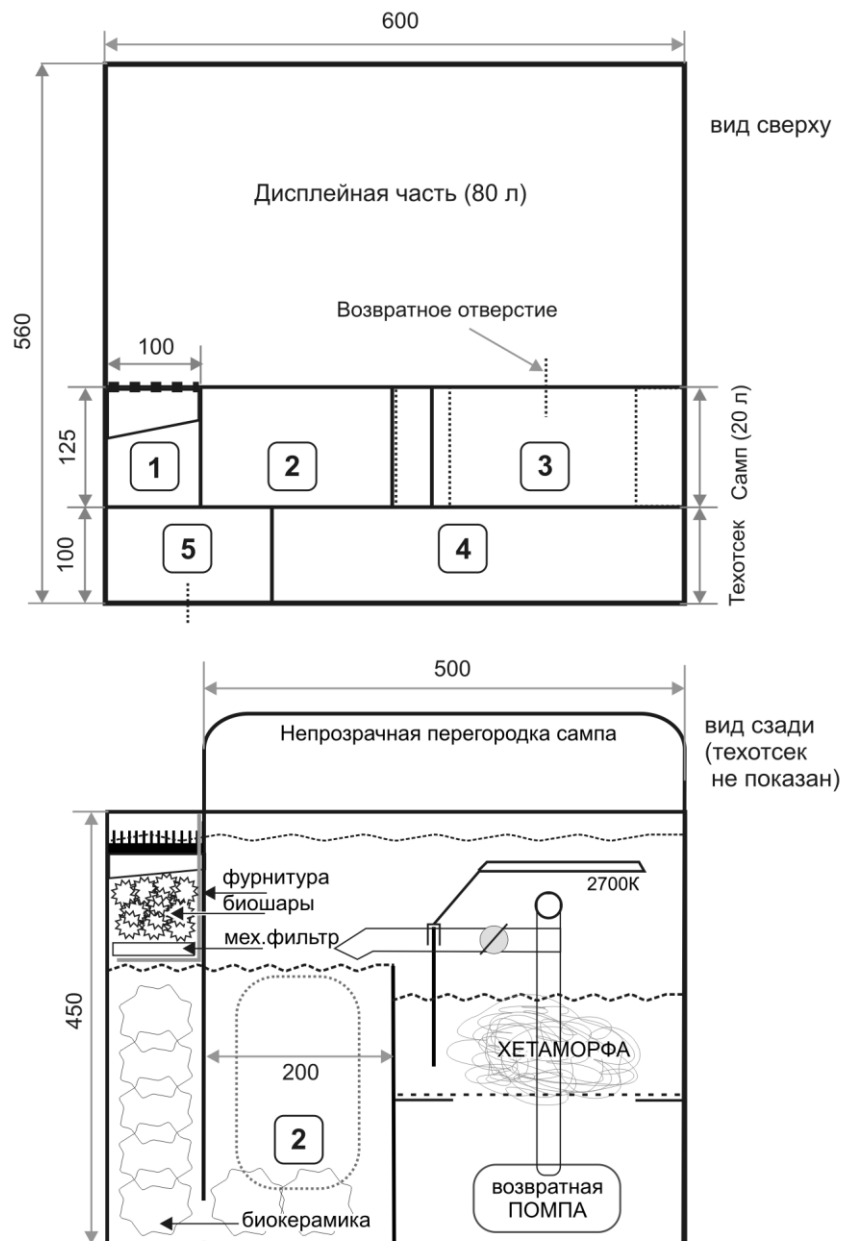 600
вид сверху
Дисплейная часть (80 л)
560
Возвратное отверстие
100
125
1
2
3
Самп (20 л)
100
5
4
Техотсек
500
Непрозрачная перегородка сампа
вид сзади
(техотсек
не показан)
2700К
фурнитура
биошары
мех.фильтр
450
ХЕТАМОРФА
200
2
возвратная
ПОМПА
биокерамика